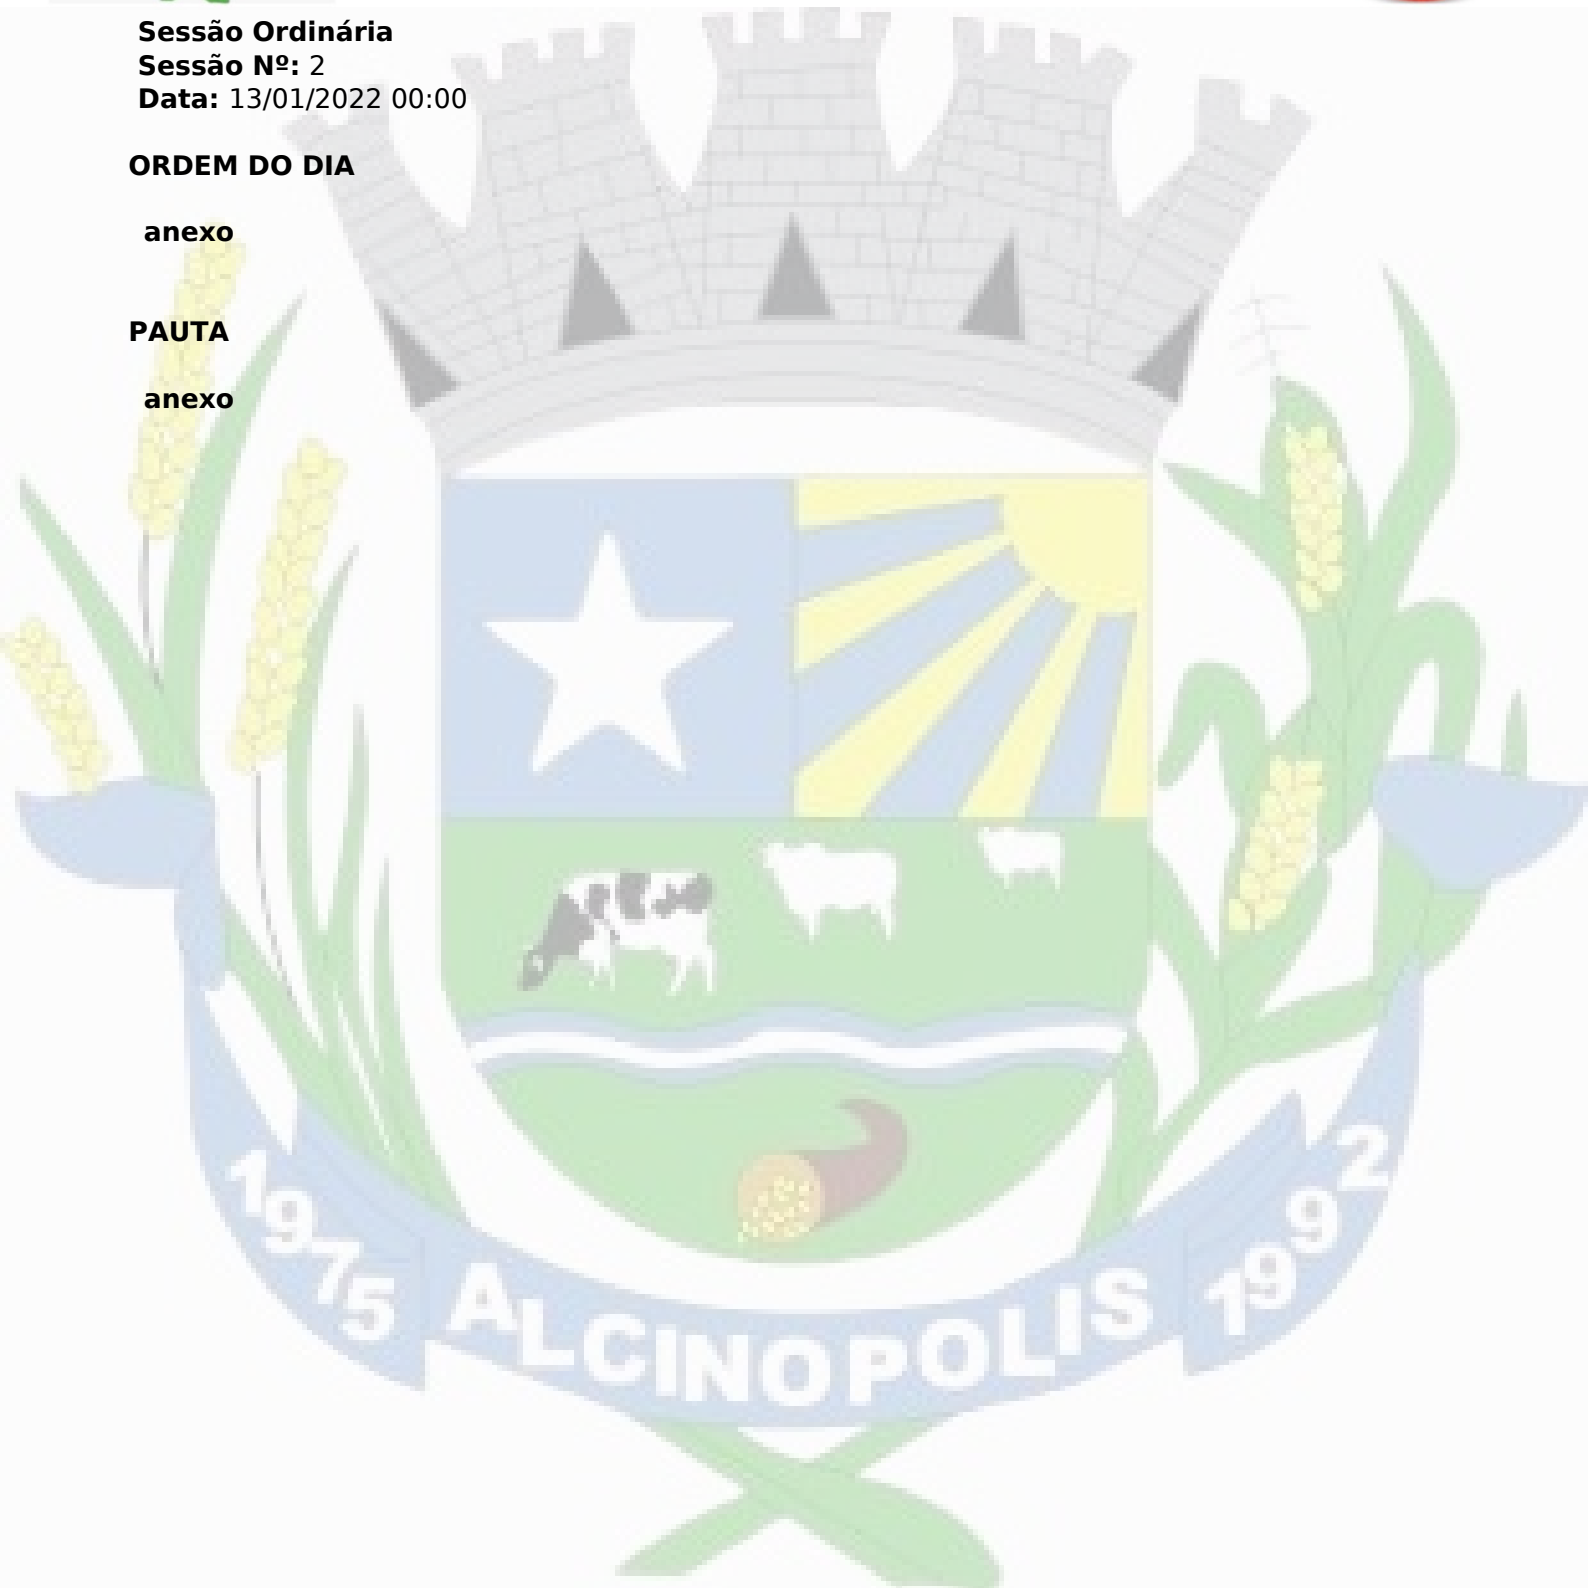 Sessão Ordinária
Sessão Nº: 2
Data: 13/01/2022 00:00
ORDEM DO DIA
anexo
PAUTA
anexo
1975 ALCINOPOLIS 1992